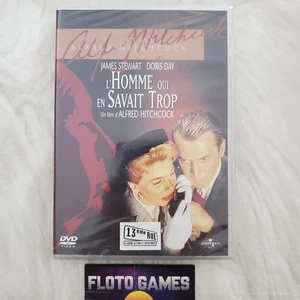 ALFRED HITCHCOCK
JAMES STEWART DORIS DAY
L'HOMME QUI
EN SAVAIT TROP
Un film d'ALFRED HITCHCOCK
13ÈME RUE
DVD
VIDEO
UNIVERSAL
FLOTO GAMES